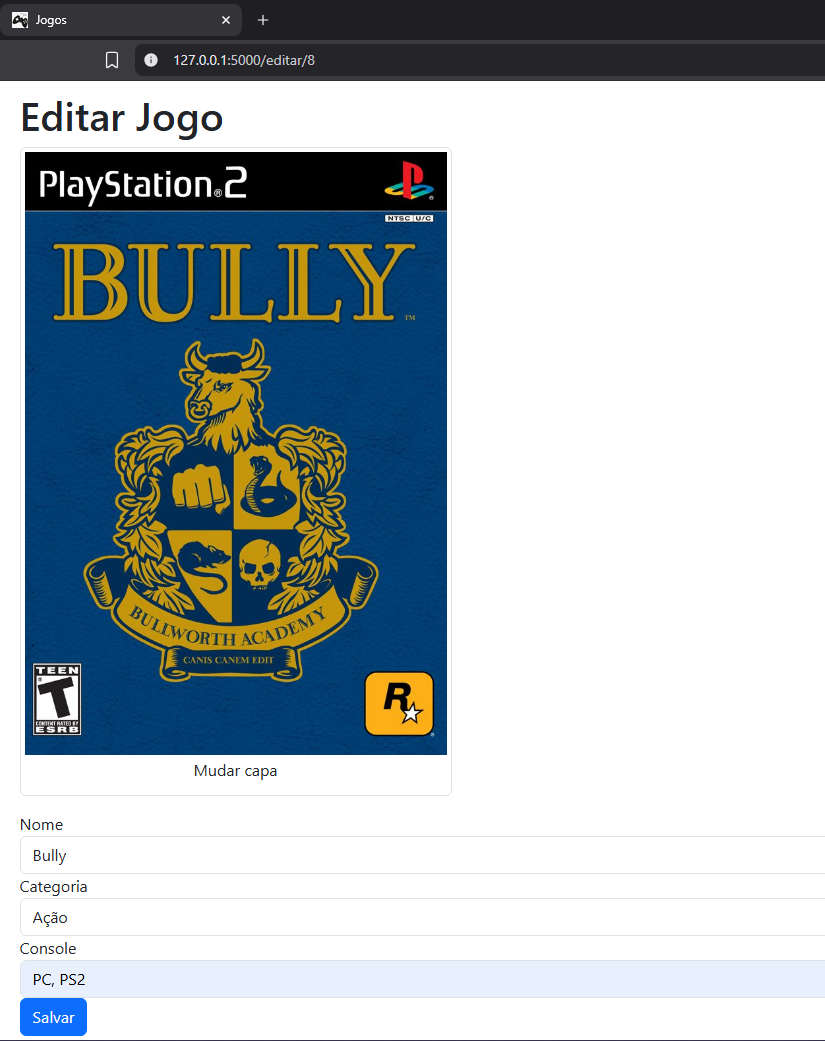 Jogos
127.0.0.1:5000/editar/8
Editar Jogo
PlayStation®2
NTSC U/C
BULLY™
BULLWORTH ACADEMY
CANIS CANEM EDIT
TEEN
T
CONTENT RATED BY
ESRB
R
Mudar capa
Nome
Bully
Categoria
Ação
Console
PC, PS2
Salvar